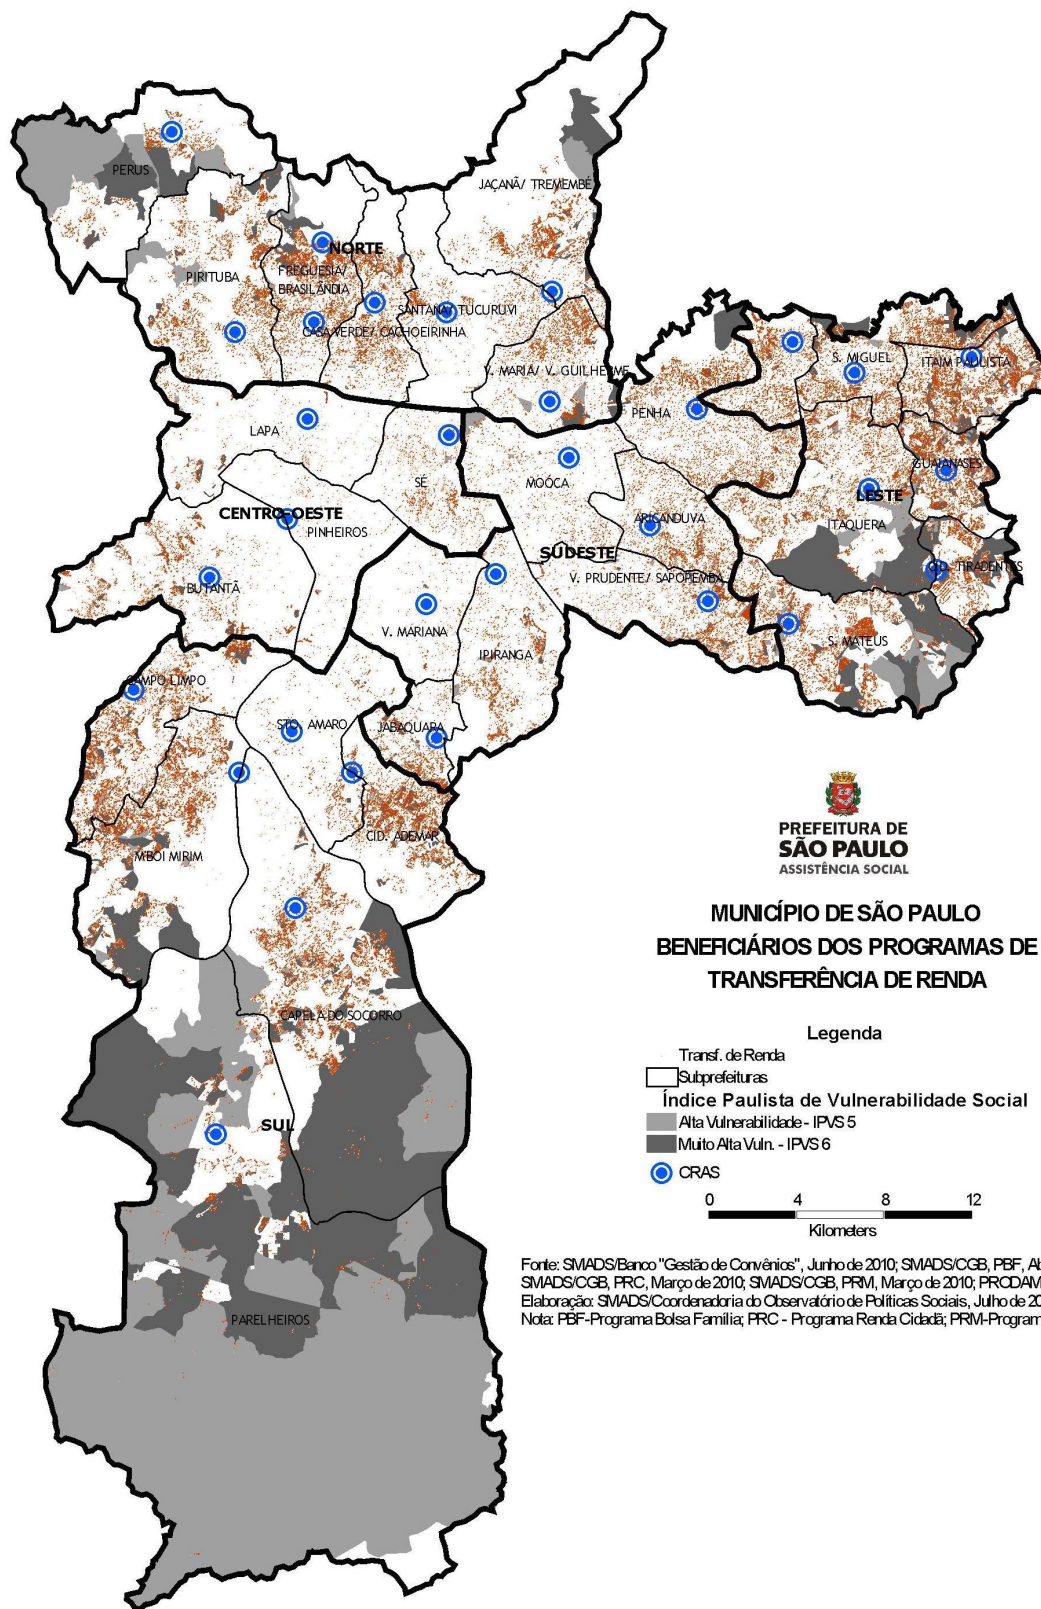 PERUS
JAÇANÃ/ TREMEMBÉ
NORTE
PIRITUBA
FREGUESIA/
BRASILÂNDIA
SANTANA/ TUCURUVI
CASA VERDE/ CACHOEIRINHA
S. MIGUEL
ITAIM PAULISTA
V. MARIA/ V. GUILHERME
PENHA
LAPA
GUAIANASES
SÉ
MOÓCA
LESTE
CENTRO-OESTE
PINHEIROS
ARICANDUVA
ITAQUERA
SUDESTE
CID. TIRADENTES
BUTANTÃ
V. PRUDENTE/ SAPOPEMBA
V. MARIANA
S. MATEUS
IPIRANGA
CAMPO LIMPO
STO. AMARO
JABAQUARA
CID. ADEMAR
M'BOI MIRIM
CAPELA DO SOCORRO
SUL
PARELHEIROS
PREFEITURA DE
SÃO PAULO
ASSISTÊNCIA SOCIAL
MUNICÍPIO DE SÃO PAULO
BENEFICIÁRIOS DOS PROGRAMAS DE
TRANSFERÊNCIA DE RENDA
Legenda
Transf. de Renda
Subprefeituras
Índice Paulista de Vulnerabilidade Social
Alta Vulnerabilidade - IPVS 5
Muito Alta Vuln. - IPVS 6
CRAS
0 4 8 12
Kilometers
Fonte: SMADS/Banco "Gestão de Convênios", Junho de 2010; SMADS/CGB, PBF, Ab
SMADS/CGB, PRC, Março de 2010; SMADS/CGB, PRM, Março de 2010; PRODAM
Elaboração: SMADS/Coordenadoria do Observatório de Políticas Sociais, Julho de 20
Nota: PBF-Programa Bolsa Família; PRC - Programa Renda Cidadã; PRM-Program